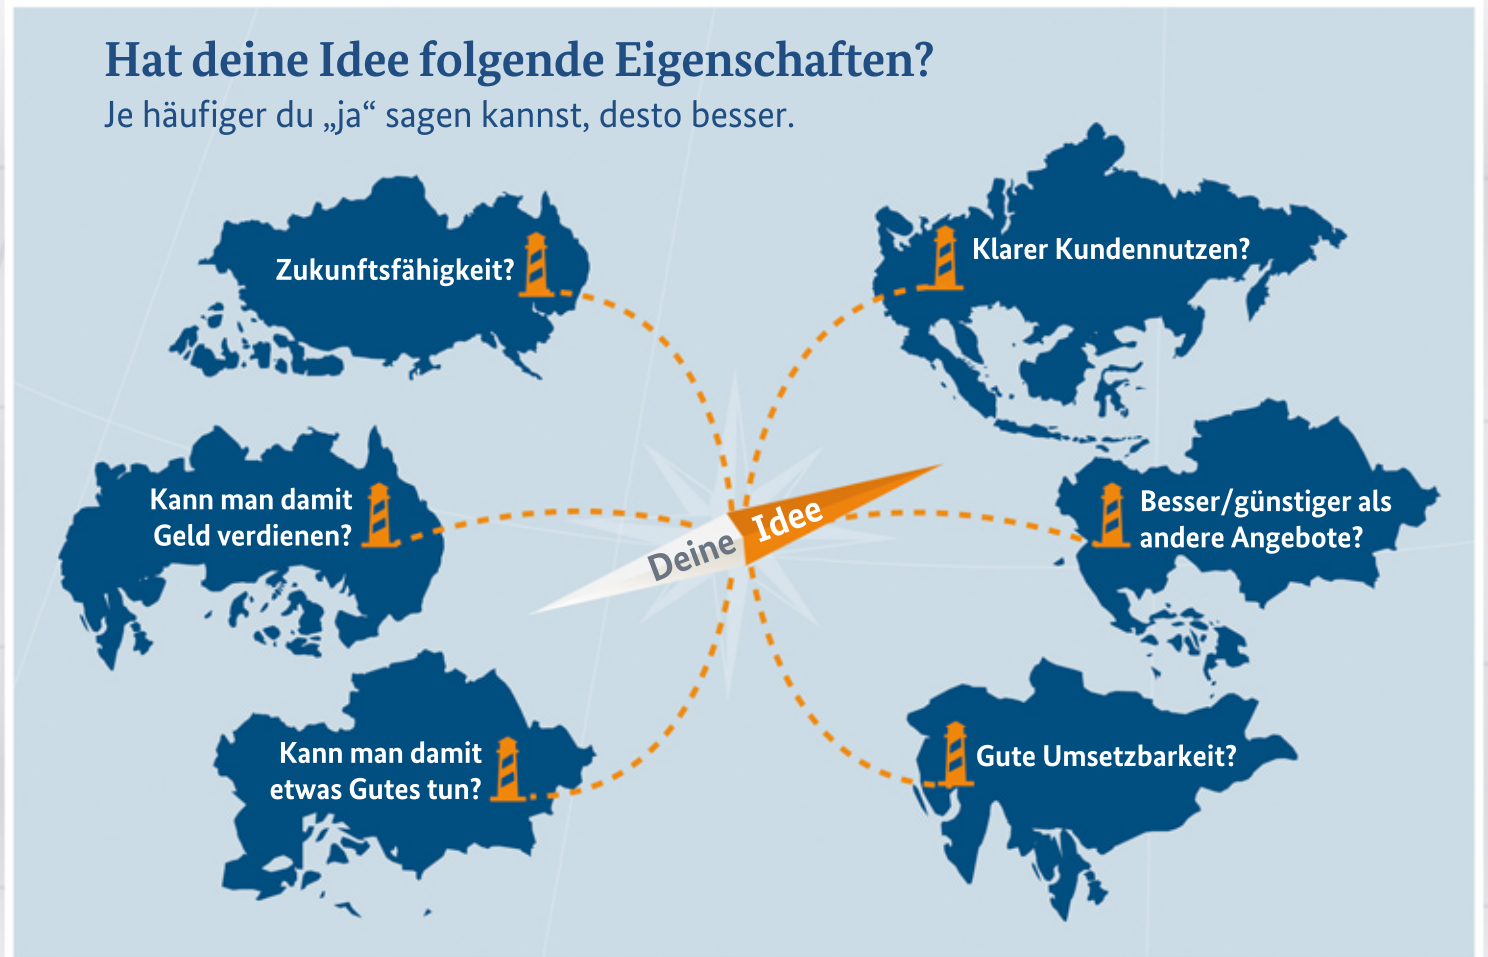 Hat deine Idee folgende Eigenschaften?
Je häufiger du „ja“ sagen kannst, desto besser.
Zukunftsfähigkeit?
Klarer Kundennutzen?
Kann man damit
Geld verdienen?
Deine Idee
Besser/günstiger als
andere Angebote?
Kann man damit
etwas Gutes tun?
Gute Umsetzbarkeit?